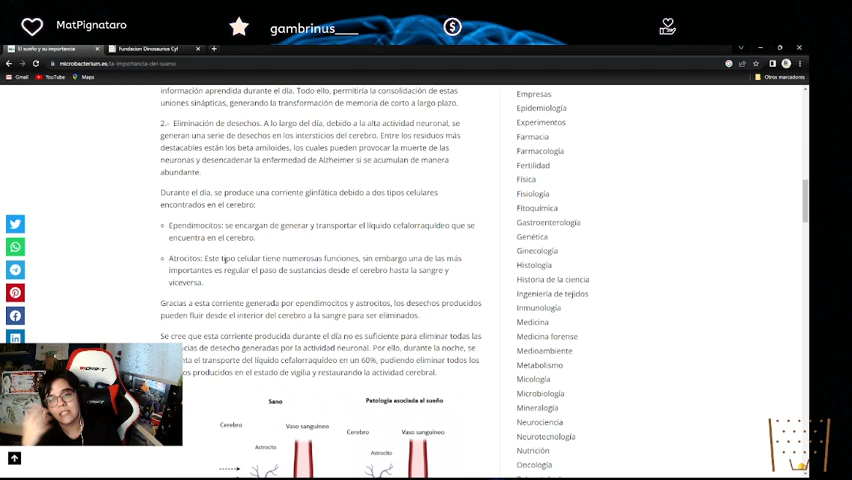 MatPignataro
gambrinus____
El sueño y su importancia
Fundacion Dinosaurios Cyl
microbacterium.es/la-importancia-del-sueno
Gmail
YouTube
Maps
Otros marcadores
información aprendida durante el día. Todo ello, permitiría la consolidación de estas
uniones sinápticas, generando la transformación de memoria de corto a largo plazo.
2.- Eliminación de desechos. A lo largo del día, debido a la alta actividad neuronal, se
generan una serie de desechos en los intersticios del cerebro. Entre los residuos más
destacables están los beta amiloides, los cuales pueden provocar la muerte de las
neuronas y desencadenar la enfermedad de Alzheimer si se acumulan de manera
abundante.
Durante el día, se produce una corriente glinfática debido a dos tipos celulares
encontrados en el cerebro:
Ependimocitos: se encargan de generar y transportar el líquido cefalorraquídeo que se
encuentra en el cerebro.
Atrocitos: Este tipo celular tiene numerosas funciones, sin embargo una de las más
importantes es regular el paso de sustancias desde el cerebro hasta la sangre y
viceversa.
Gracias a esta corriente generada por ependimocitos y astrocitos, los desechos producidos
pueden fluir desde el interior del cerebro a la sangre para ser eliminados.
Se cree que esta corriente producida durante el día no es suficiente para eliminar todas las
de desecho generadas por la actividad neuronal. Por ello, durante la noche, se
el transporte del líquido cefalorraquídeo en un 60%, pudiendo eliminar todos los
producidos en el estado de vigilia y restaurando la actividad cerebral.
Sano
Patología asociada al sueño
Cerebro
Vaso sanguíneo
Cerebro
Vaso sanguíneo
Astrocito
Astrocito
Empresas
Epidemiología
Experimentos
Farmacia
Farmacología
Fertilidad
Física
Fisiología
Fitoquímica
Gastroenterología
Genética
Ginecología
Histología
Historia de la ciencia
Ingeniería de tejidos
Inmunología
Medicina
Medicina forense
Medioambiente
Metabolismo
Micología
Microbiología
Mineralogía
Neurociencia
Neurotecnología
Nutrición
Oncología